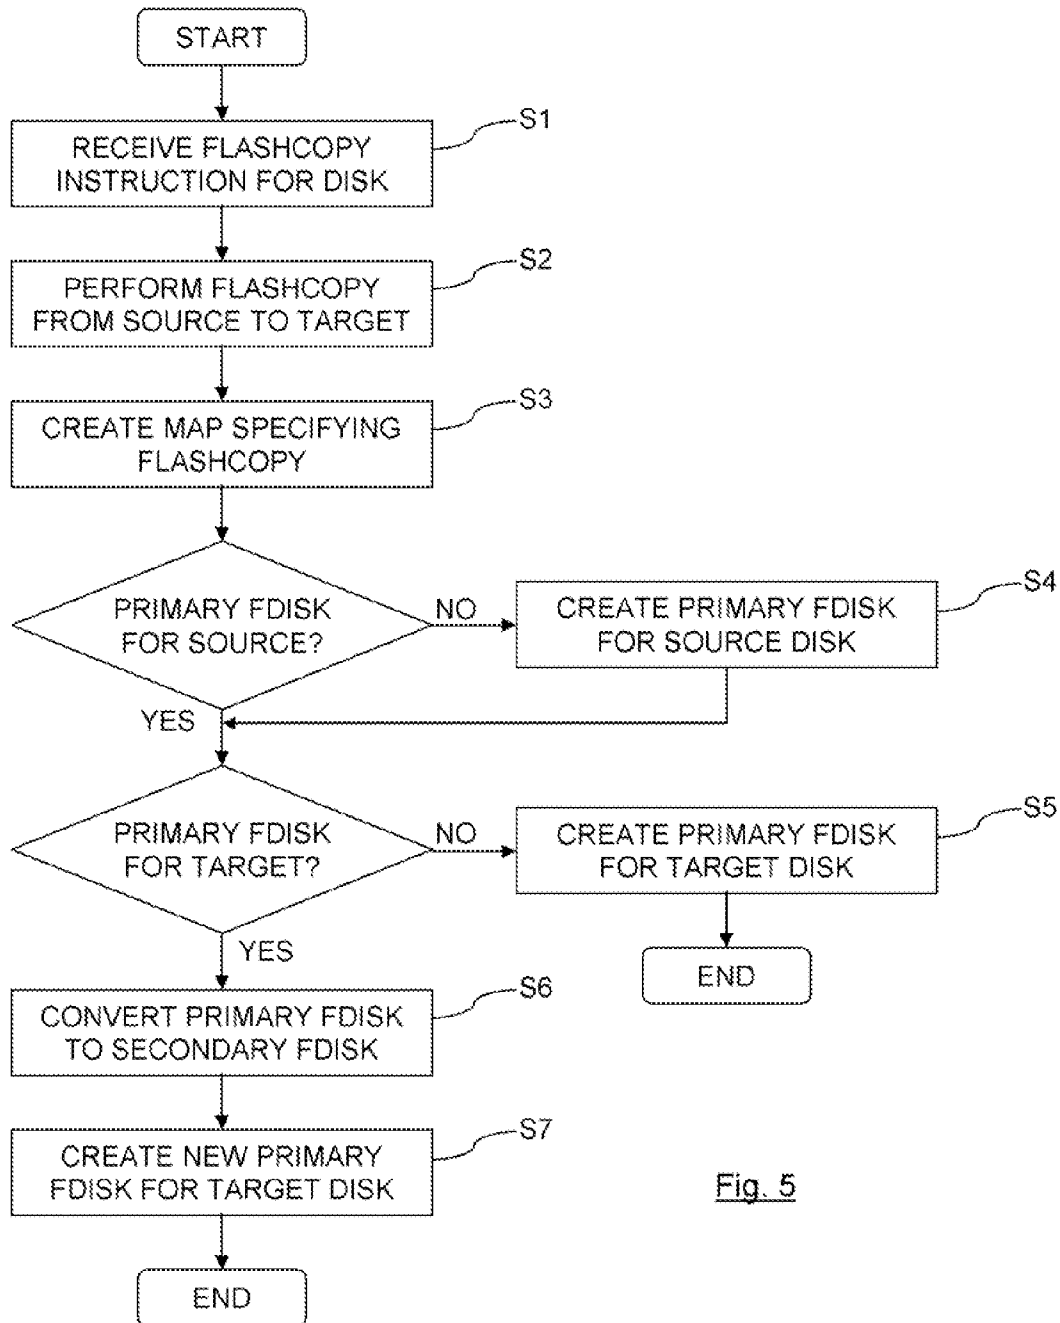 START
S1
RECEIVE FLASHCOPY
INSTRUCTION FOR DISK
S2
PERFORM FLASHCOPY
FROM SOURCE TO TARGET
S3
CREATE MAP SPECIFYING
FLASHCOPY
PRIMARY FDISK
FOR SOURCE?
NO
S4
CREATE PRIMARY FDISK
FOR SOURCE DISK
YES
PRIMARY FDISK
FOR TARGET?
NO
S5
CREATE PRIMARY FDISK
FOR TARGET DISK
END
YES
S6
CONVERT PRIMARY FDISK
TO SECONDARY FDISK
S7
CREATE NEW PRIMARY
FDISK FOR TARGET DISK
END
Fig. 5